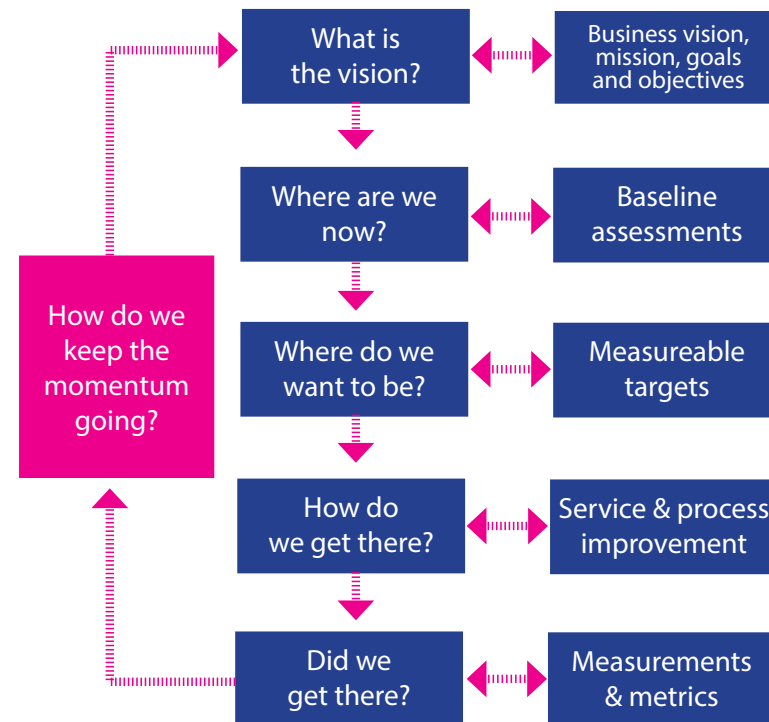 What is
the vision?
Business vision,
mission, goals
and objectives
Where are we
now?
Baseline
assessments
How do we
keep the
momentum
going?
Where do we
want to be?
Measureable
targets
How do
we get there?
Service & process
improvement
Did we
get there?
Measurements
& metrics